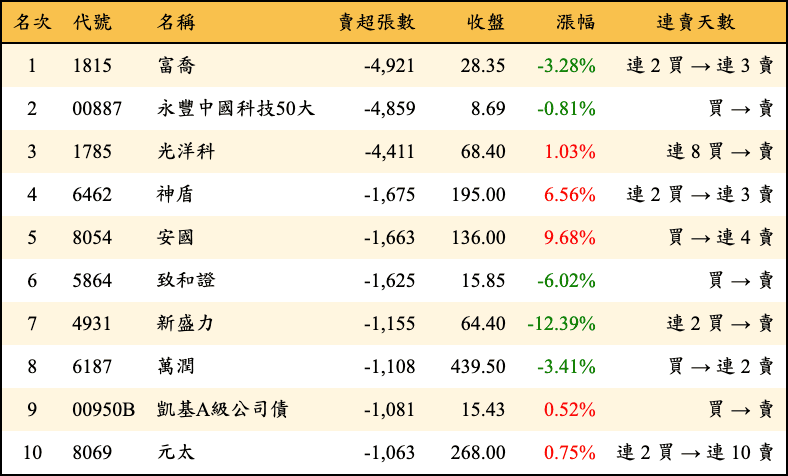 名次 代號 名稱 賣超張數 收盤 漲幅 連賣天數
1 1815 富喬 -4,921 28.35 -3.28% 連 2 買 → 連 3 賣
2 00887 永豐中國科技50大 -4,859 8.69 -0.81% 買 → 賣
3 1785 光洋科 -4,411 68.40 1.03% 連 8 買 → 賣
4 6462 神盾 -1,675 195.00 6.56% 連 2 買 → 連 3 賣
5 8054 安國 -1,663 136.00 9.68% 買 → 連 4 賣
6 5864 致和證 -1,625 15.85 -6.02% 買 → 賣
7 4931 新盛力 -1,155 64.40 -12.39% 連 2 買 → 賣
8 6187 萬潤 -1,108 439.50 -3.41% 買 → 連 2 賣
9 00950B 凱基A級公司債 -1,081 15.43 0.52% 買 → 賣
10 8069 元太 -1,063 268.00 0.75% 連 2 買 → 連 10 賣